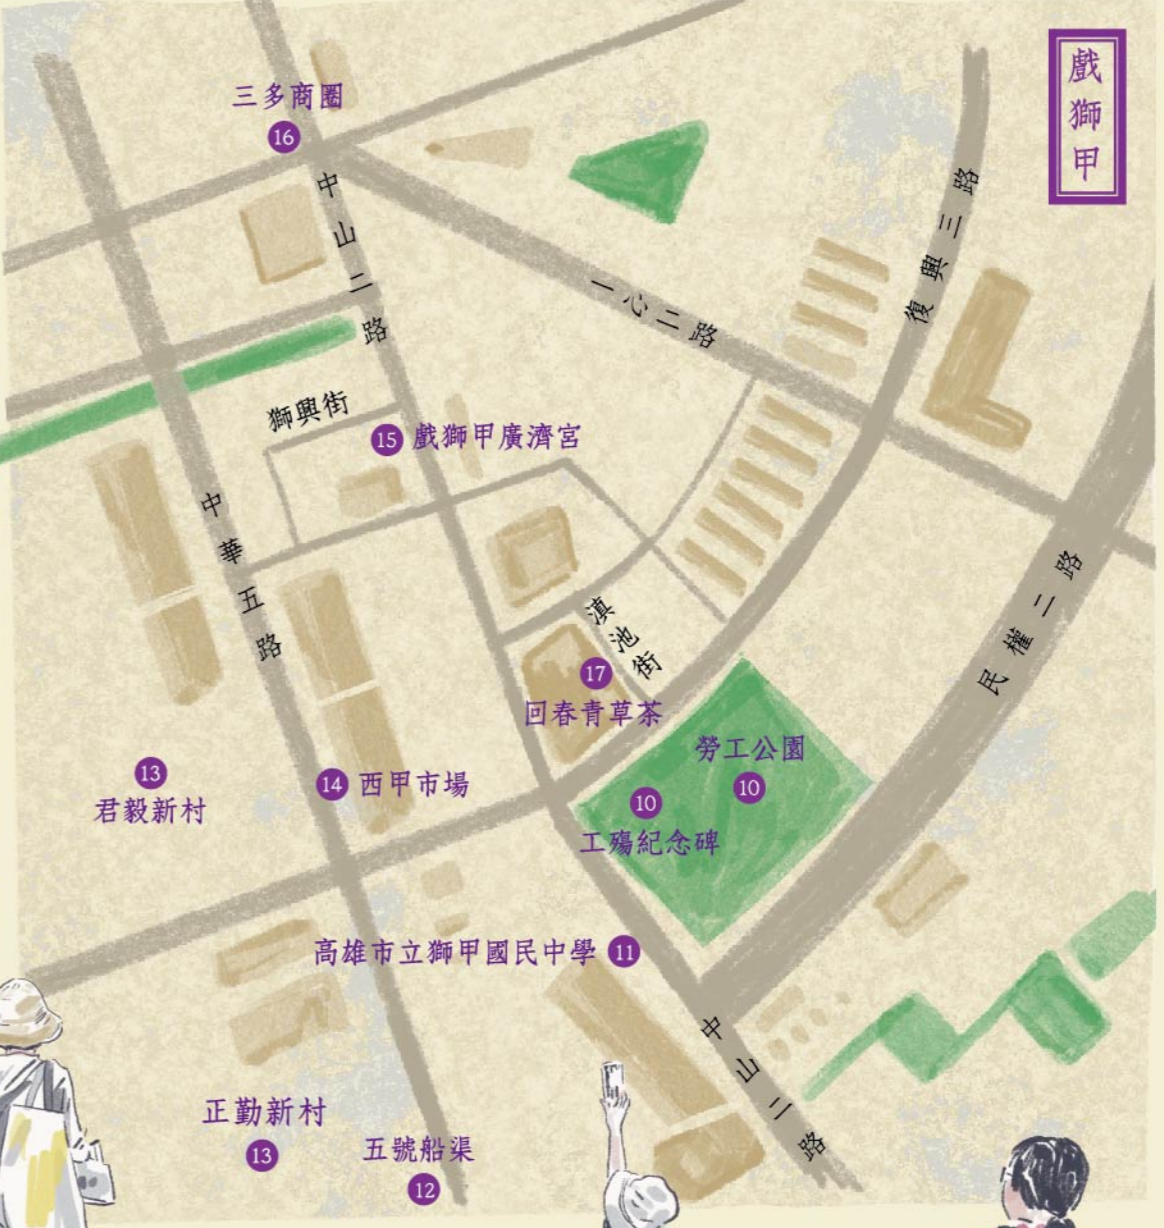 戲獅甲
三多商圈
16
中山二路
一心二路
復興三路
獅興街
15 戲獅甲廣濟宮
中華五路
滇池街
民權二路
17
回春青草茶
勞工公園
10
13
君毅新村
14 西甲市場
10
工殤紀念碑
高雄市立獅甲國民中學 11
中山二路
正勤新村
13
五號船渠
12